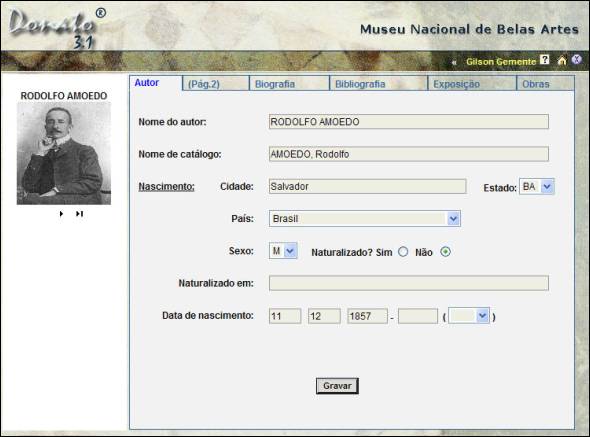 Donato®
3.1
Museu Nacional de Belas Artes
« Gilson Gemente ?
Autor (Pág.2) Biografia Bibliografia Exposição Obras
RODOLFO AMOEDO
Nome do autor: RODOLFO AMOEDO
Nome de catálogo: AMOEDO, Rodolfo
Nascimento: Cidade: Salvador Estado: BA
País: Brasil
Sexo: M Naturalizado? Sim Não
Naturalizado em:
Data de nascimento: 11 12 1857 - ( )
Gravar